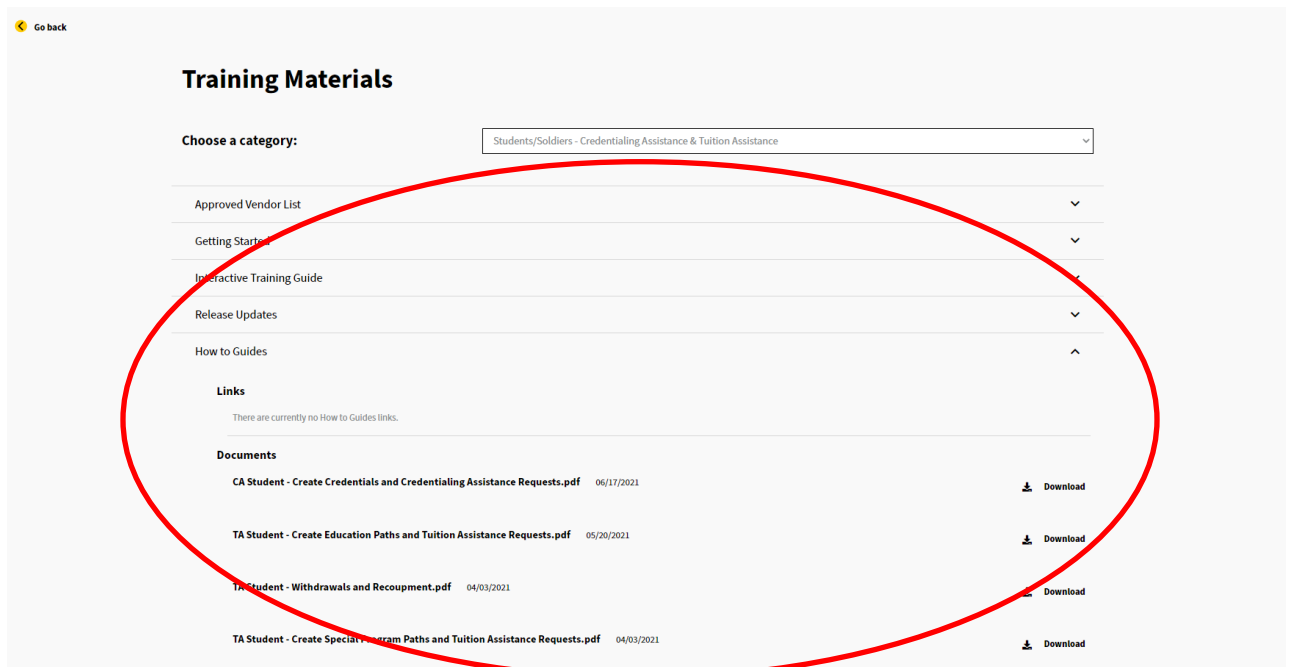 Go back
Training Materials
Choose a category: Students/Soldiers - Credentialing Assistance & Tuition Assistance
Approved Vendor List
Getting Started
Interactive Training Guide
Release Updates
How to Guides
Links
There are currently no How to Guides links.
Documents
CA Student - Create Credentials and Credentialing Assistance Requests.pdf 06/17/2021 Download
TA Student - Create Education Paths and Tuition Assistance Requests.pdf 05/20/2021 Download
TA Student - Withdrawals and Recoupment.pdf 04/03/2021 Download
TA Student - Create Special Program Paths and Tuition Assistance Requests.pdf 04/03/2021 Download